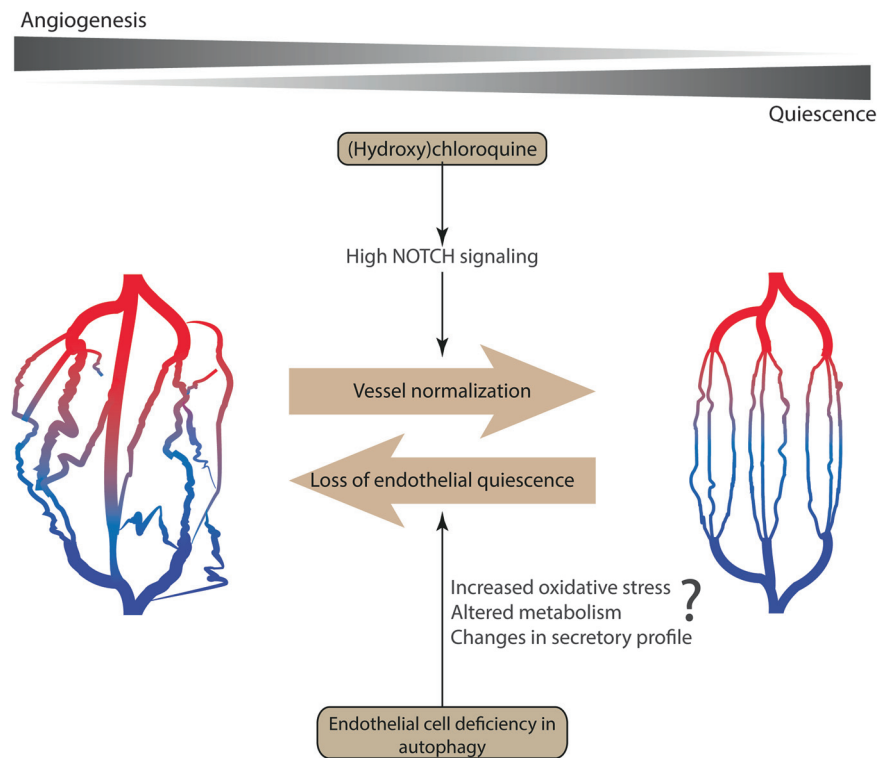 Angiogenesis
Quiescence
(Hydroxy)chloroquine
High NOTCH signaling
Vessel normalization
Loss of endothelial quiescence
Increased oxidative stress
Altered metabolism
Changes in secretory profile
?
Endothelial cell deficiency in
autophagy